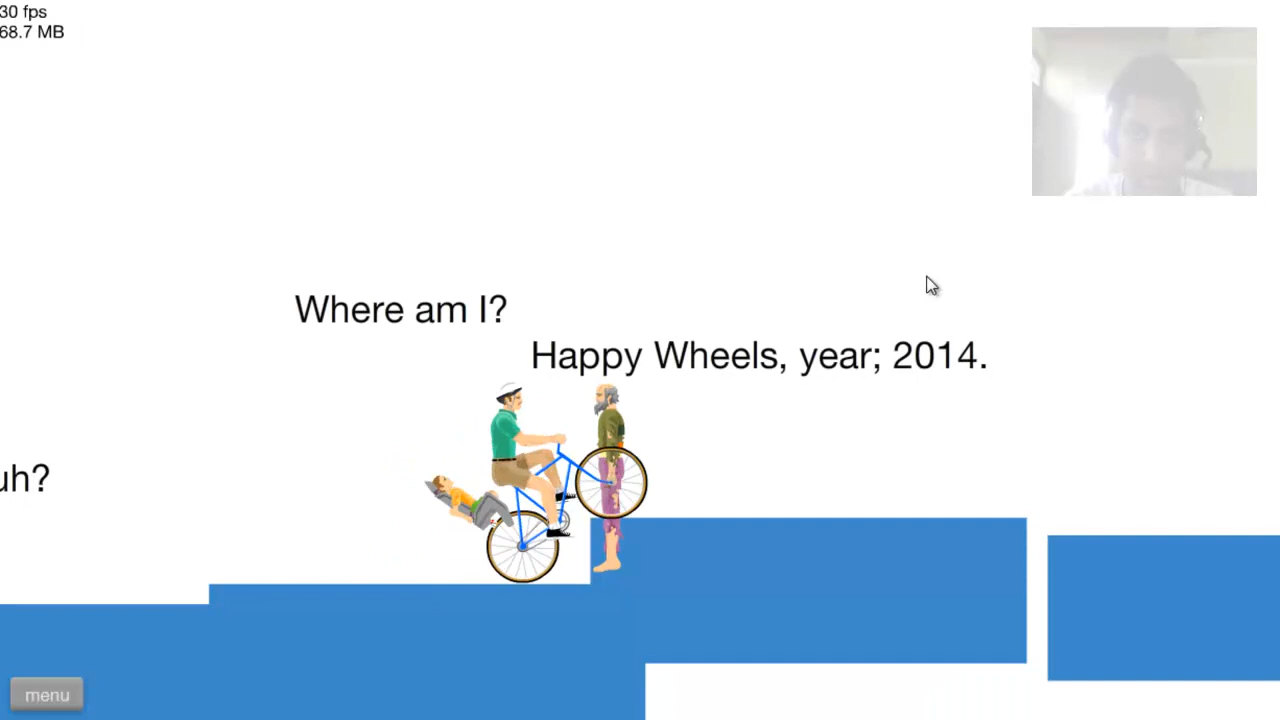 30 fps
68.7 MB
Where am I?
Happy Wheels, year; 2014.
uh?
menu